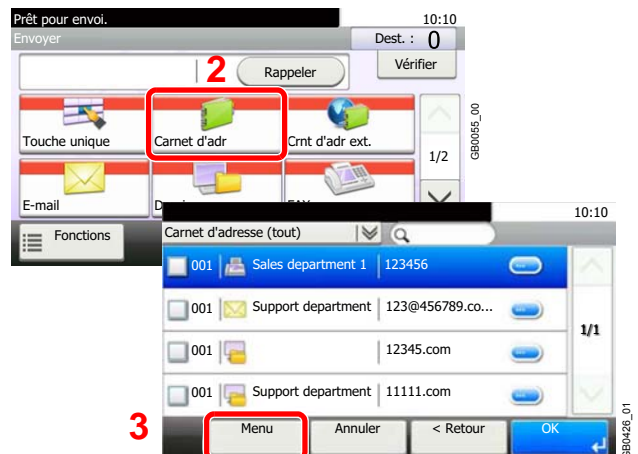 Prêt pour envoi. 10:10
Envoyer Dest. : 0
2 Rappeler Vérifier
Touche unique Carnet d'adr Crnt d'adr ext.
1/2
E-mail
Fonctions
GB0055_00
10:10
Carnet d'adresse (tout)
001 Sales department 1 123456
001 Support department 123@456789.co...
1/1
001 12345.com
001 Support department 11111.com
3 Menu Annuler < Retour OK
GB0426_01